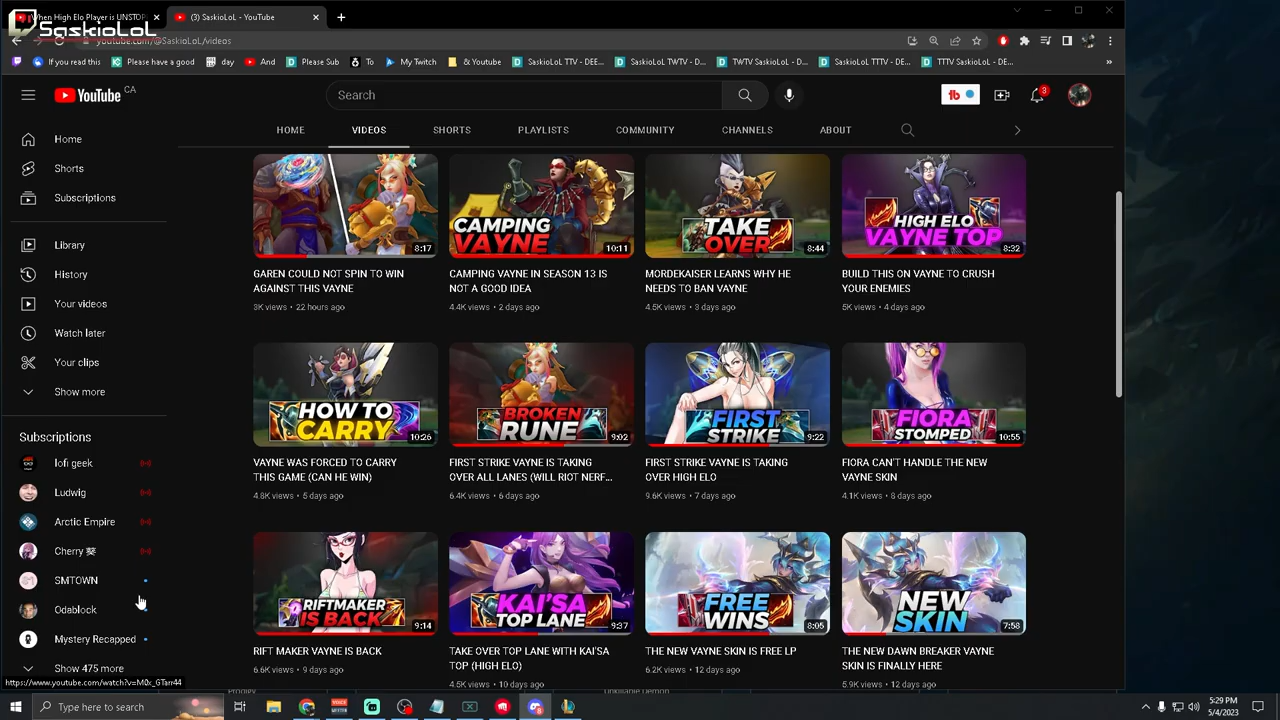 When High Elo Player is UNSTOP
(3) SaskioLoL - YouTube
SaskioLoL
youtube.com/@SaskioLoL/videos
If you read this
Please have a good
day
And
Please Sub
To
My Twitch
& Youtube
SaskioLoL TTV - DEE...
SaskioLoL TWTV - D...
TWTV SaskioLoL - D...
SaskioLoL TTTV - DE...
TTTV SaskioLoL - DE...
»
YouTube CA
Search
tb
3
HOME VIDEOS SHORTS PLAYLISTS COMMUNITY CHANNELS ABOUT
Home
Shorts
Subscriptions
Library
History
Your videos
Watch later
Your clips
Show more
Subscriptions
lofi geek
Ludwig
Arctic Empire
Cherry
SMTOWN
Odablock
Mystery Recapped
Show 475 more
8:17
GAREN COULD NOT SPIN TO WIN
AGAINST THIS VAYNE
3K views • 22 hours ago
CAMPING
VAYNE
10:11
CAMPING VAYNE IN SEASON 13 IS
NOT A GOOD IDEA
4.4K views • 2 days ago
TAKE
OVER
8:44
MORDEKAISER LEARNS WHY HE
NEEDS TO BAN VAYNE
4.5K views • 3 days ago
HIGH ELO
VAYNE TOP
8:32
BUILD THIS ON VAYNE TO CRUSH
YOUR ENEMIES
5K views • 4 days ago
HOW TO
CARRY
10:26
VAYNE WAS FORCED TO CARRY
THIS GAME (CAN HE WIN)
4.8K views • 5 days ago
BROKEN
RUNE
9:02
FIRST STRIKE VAYNE IS TAKING
OVER ALL LANES (WILL RIOT NERF...
6.4K views • 6 days ago
FIRST
STRIKE
9:22
FIRST STRIKE VAYNE IS TAKING
OVER HIGH ELO
9.6K views • 7 days ago
FIORA
STOMPED
10:55
FIORA CAN'T HANDLE THE NEW
VAYNE SKIN
4.1K views • 8 days ago
RIFTMAKER
IS BACK
9:14
RIFT MAKER VAYNE IS BACK
6.6K views • 9 days ago
KAI'SA
TOP LANE
9:37
TAKE OVER TOP LANE WITH KAI'SA
TOP (HIGH ELO)
4.5K views • 10 days ago
FREE
WINS
8:05
THE NEW VAYNE SKIN IS FREE LP
6.2K views • 12 days ago
NEW
SKIN
7:58
THE NEW DAWN BREAKER VAYNE
SKIN IS FINALLY HERE
5.9K views • 12 days ago
Type here to search
5:29 PM
5/4/2023